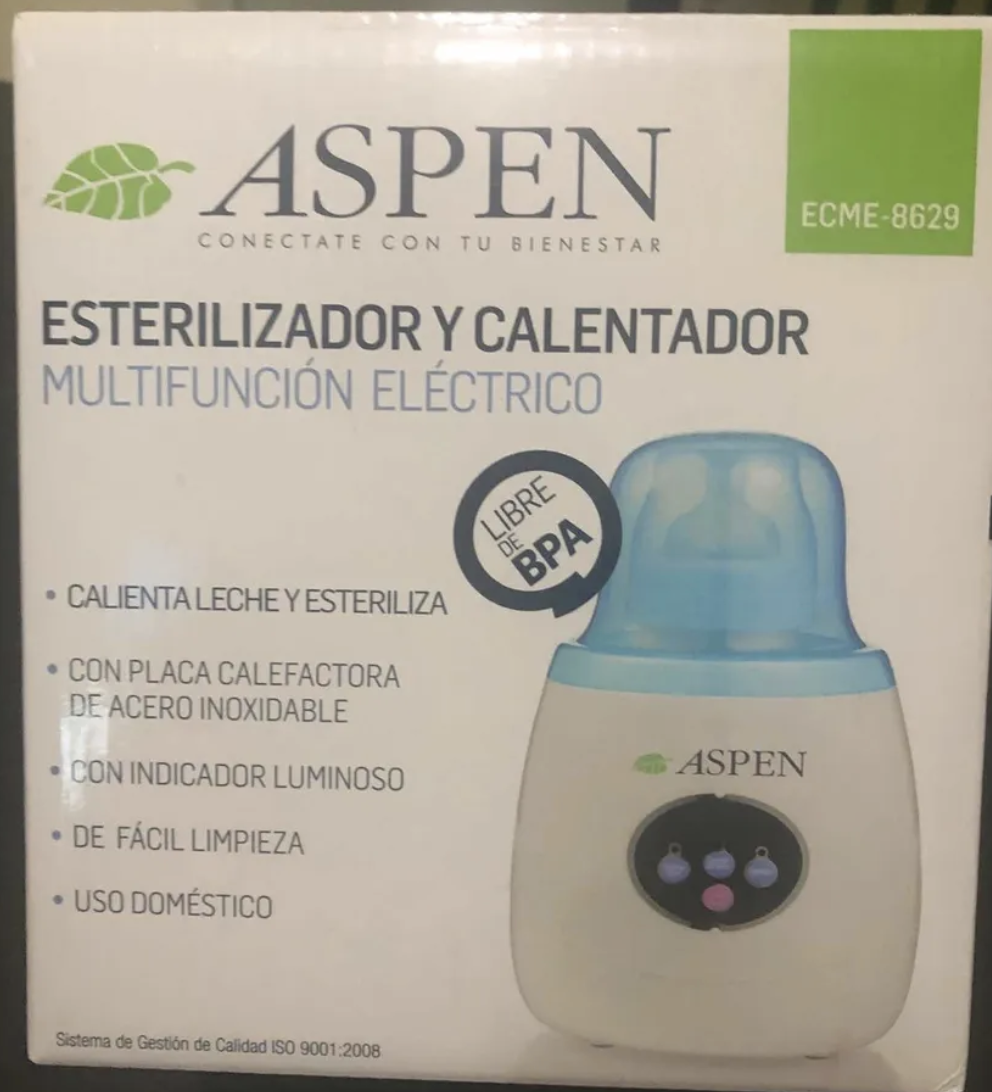 ASPEN
CONECTATE CON TU BIENESTAR
ECME-8629
ESTERILIZADOR Y CALENTADOR
MULTIFUNCIÓN ELÉCTRICO
LIBRE
DE
BPA
• CALIENTA LECHE Y ESTERILIZA
• CON PLACA CALEFACTORA
DE ACERO INOXIDABLE
• CON INDICADOR LUMINOSO
• DE FÁCIL LIMPIEZA
• USO DOMÉSTICO
ASPEN
Sistema de Gestión de Calidad ISO 9001:2008